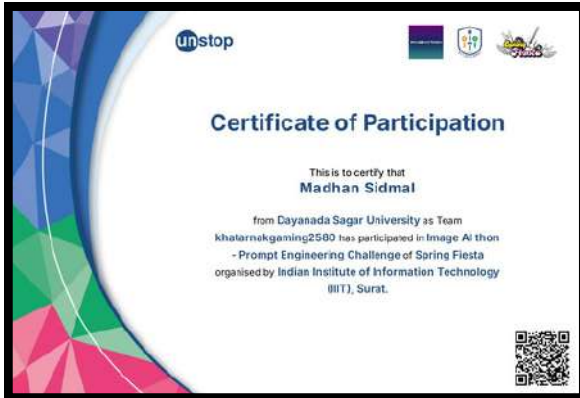 unstop
Certificate of Participation
This is to certify that
Madhan Sidmal
from Dayanada Sagar University as Team
khatarnakgaming2580 has participated in Image AI thon
- Prompt Engineering Challenge of Spring Fiesta
organised by Indian Institute of Information Technology
(IIIT), Surat.